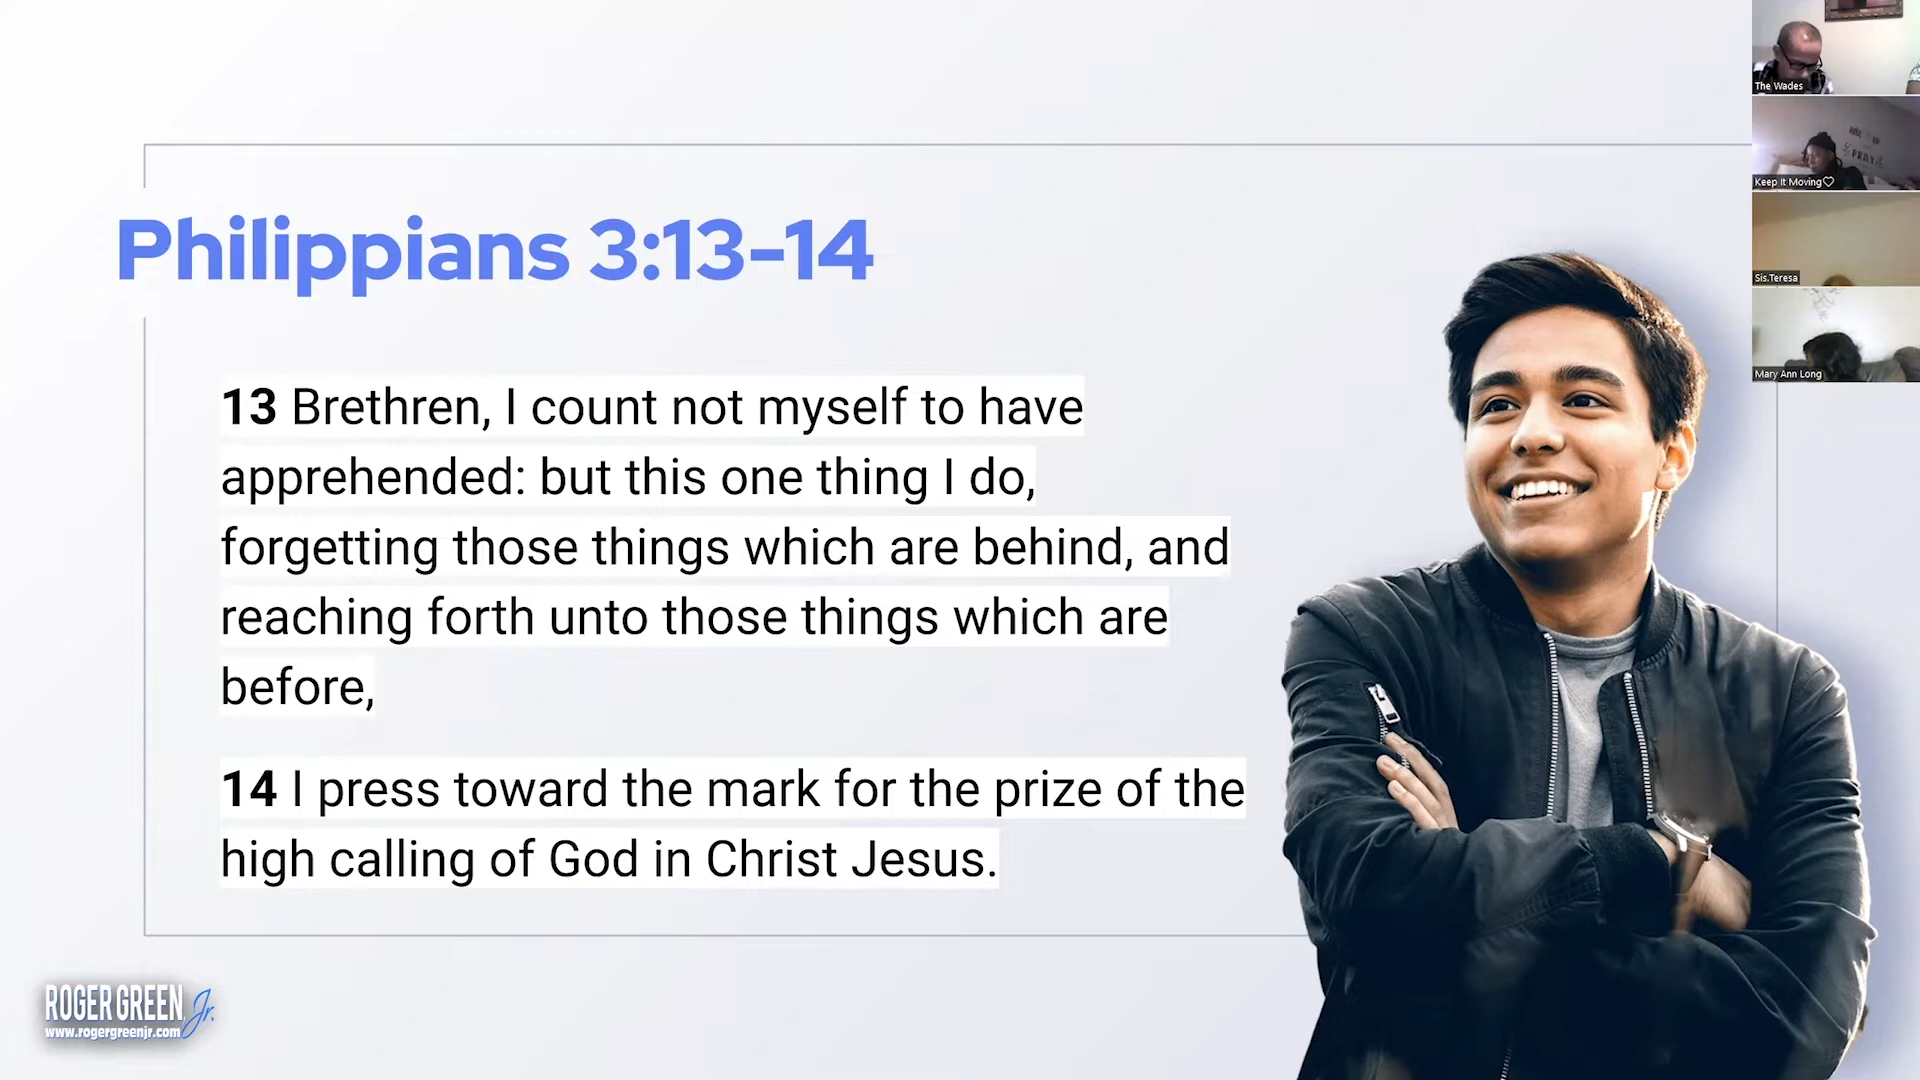 Philippians 3:13-14
13 Brethren, I count not myself to have
apprehended: but this one thing I do,
forgetting those things which are behind, and
reaching forth unto those things which are
before,
14 I press toward the mark for the prize of the
high calling of God in Christ Jesus.
ROGER GREEN Jr.
www.rogergreenjr.com
The Wades
PRAY
Keep It Moving♡
Sis.Teresa
Mary Ann Long